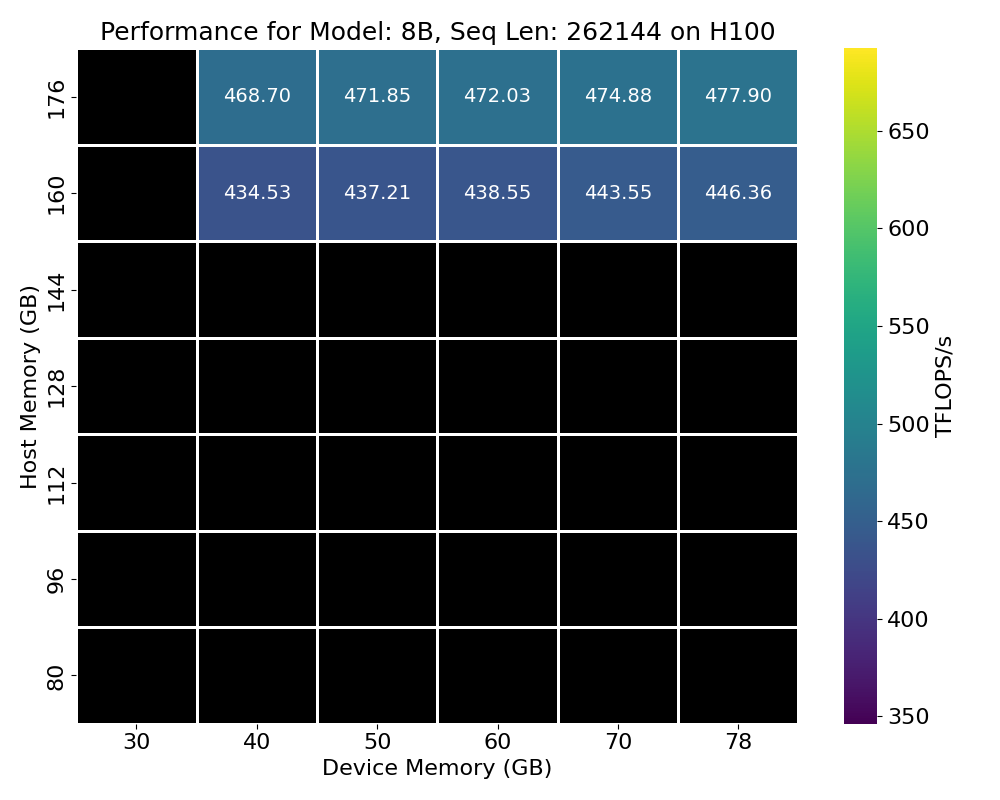 Performance for Model: 8B, Seq Len: 262144 on H100
Host Memory (GB)
176
468.70 471.85 472.03 474.88 477.90
160
434.53 437.21 438.55 443.55 446.36
144
128
112
96
80
30 40 50 60 70 78
Device Memory (GB)
650
600
550
500
450
400
350
TFLOPS/s